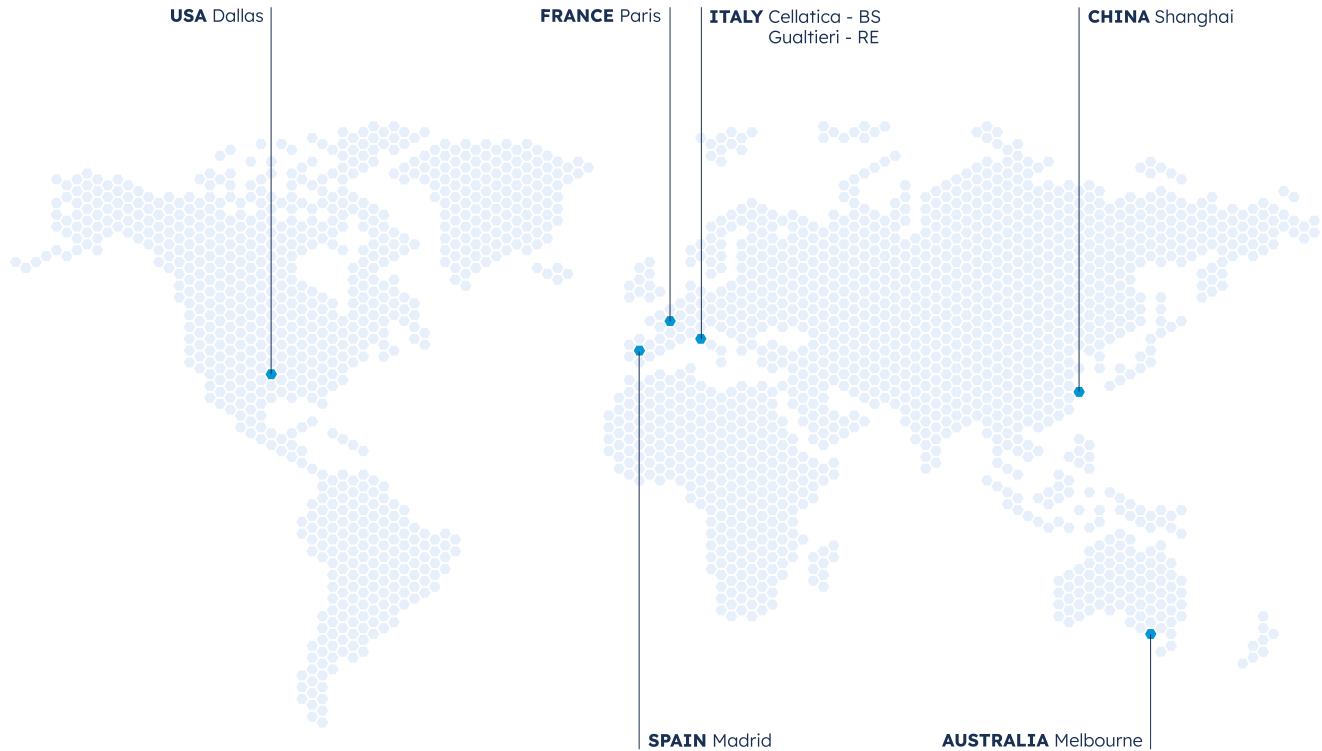 USA Dallas
FRANCE Paris
ITALY Cellatica - BS
Gualtieri - RE
CHINA Shanghai
SPAIN Madrid
AUSTRALIA Melbourne